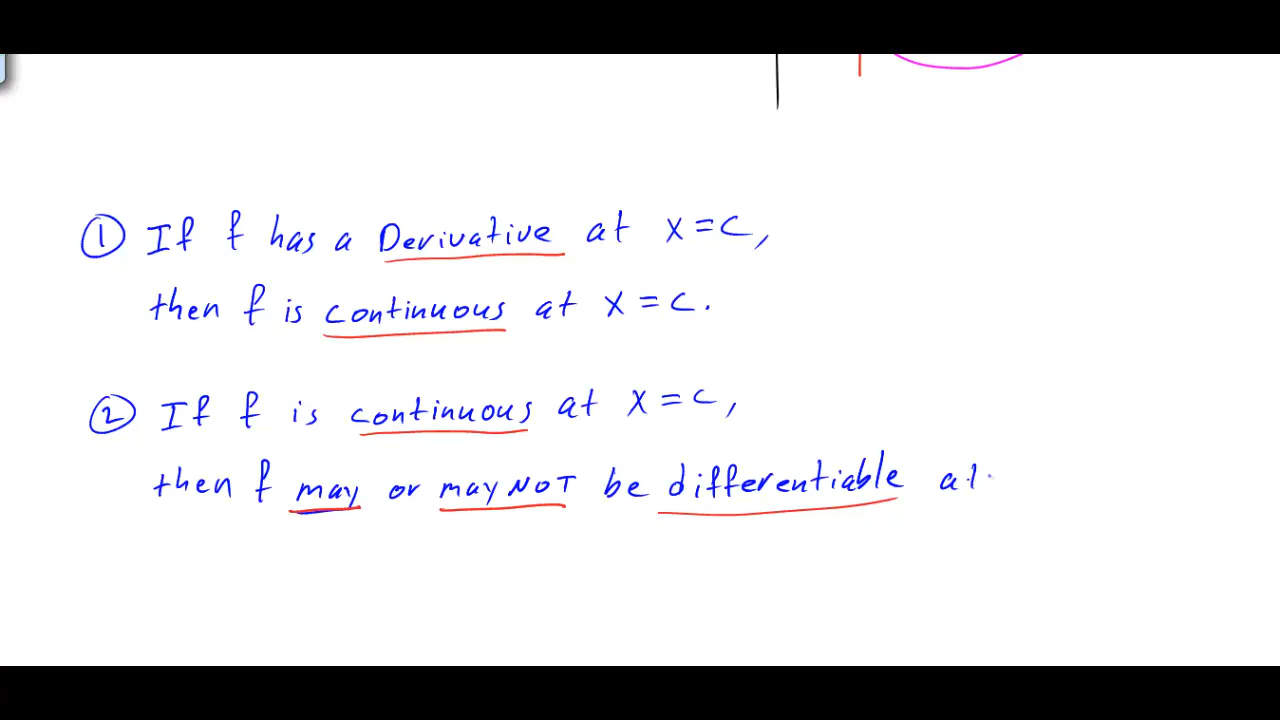 ① If f has a Derivative at x = c,
then f is continuous at x = c.
② If f is continuous at x = c,
then f may or may NOT be differentiable at